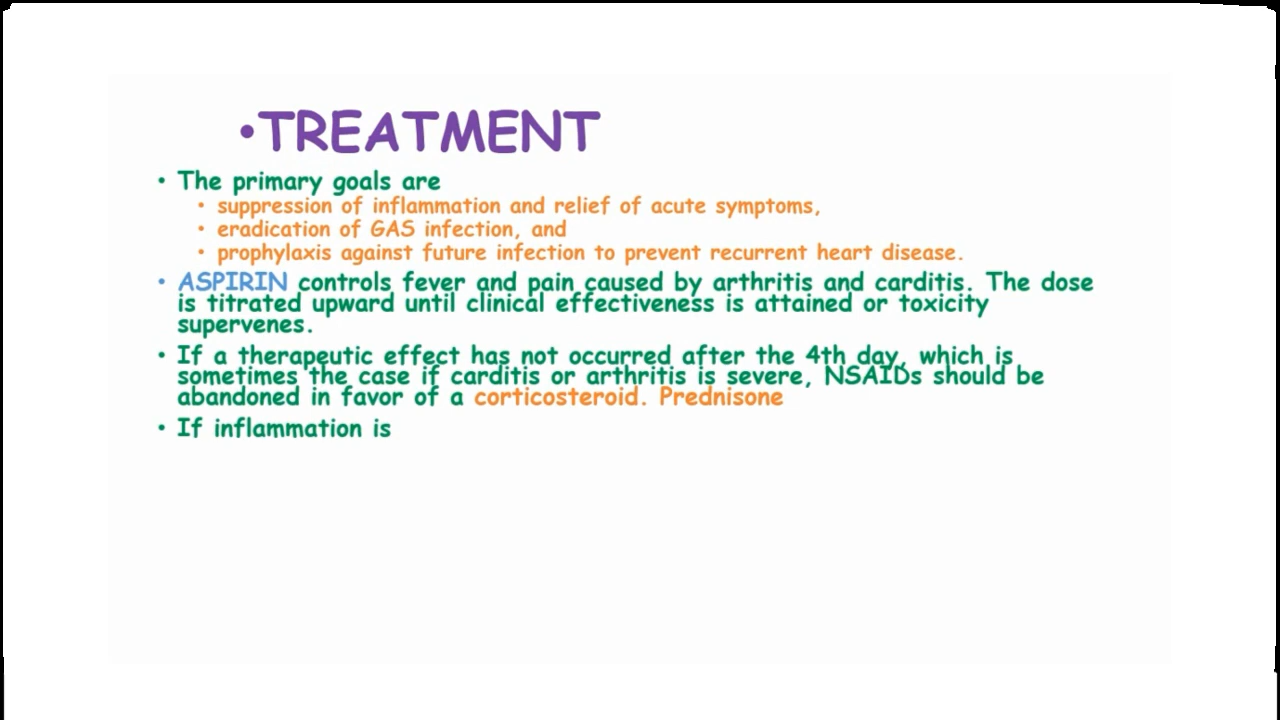 •TREATMENT
• The primary goals are
• suppression of inflammation and relief of acute symptoms,
• eradication of GAS infection, and
• prophylaxis against future infection to prevent recurrent heart disease.
• ASPIRIN controls fever and pain caused by arthritis and carditis. The dose
is titrated upward until clinical effectiveness is attained or toxicity
supervenes.
• If a therapeutic effect has not occurred after the 4th day, which is
sometimes the case if carditis or arthritis is severe, NSAIDs should be
abandoned in favor of a corticosteroid. Prednisone
• If inflammation is